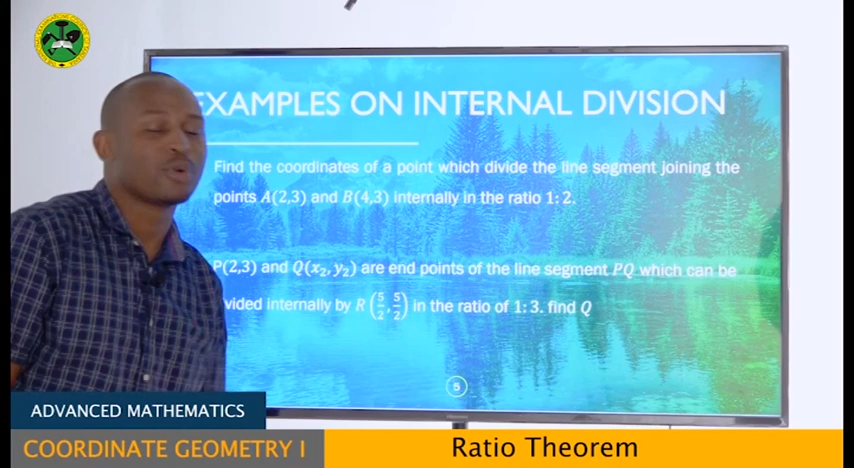 EXAMPLES ON INTERNAL DIVISION
Find the coordinates of a point which divide the line segment joining the
points A(2,3) and B(4,3) internally in the ratio 1:2.
P(2,3) and Q(x₂, y₂) are end points of the line segment PQ which can be
vided internally by R (5/2, 5/2) in the ratio of 1:3. find Q
5
ADVANCED MATHEMATICS
COORDINATE GEOMETRY I
Ratio Theorem